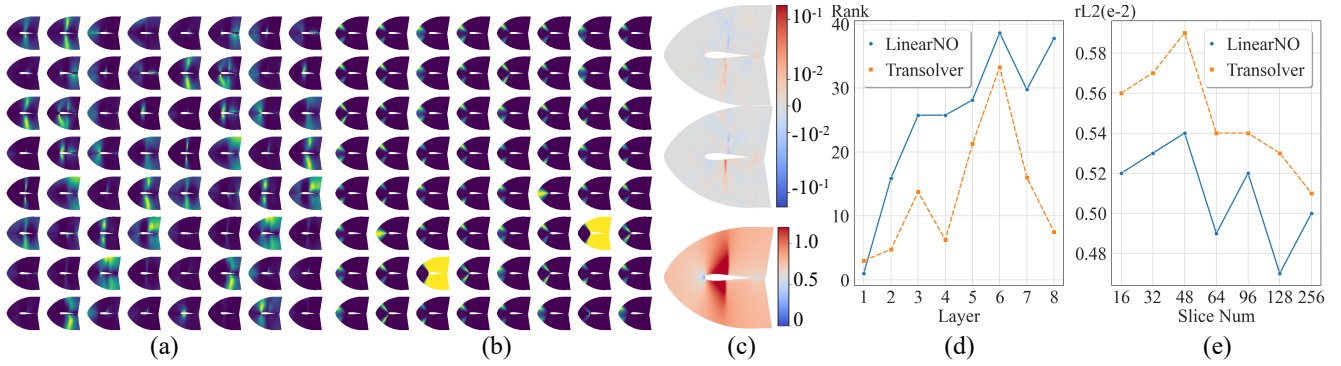 10⁻¹
10⁻²
0
-10⁻²
-10⁻¹
1.0
0.5
0
Rank
40
30
20
10
0
LinearNO
Transolver
1 2 3 4 5 6 7 8
Layer
rL2(e-2)
0.58
0.56
0.54
0.52
0.50
0.48
LinearNO
Transolver
16 32 48 64 96 128 256
Slice Num
(a) (b) (c) (d) (e)